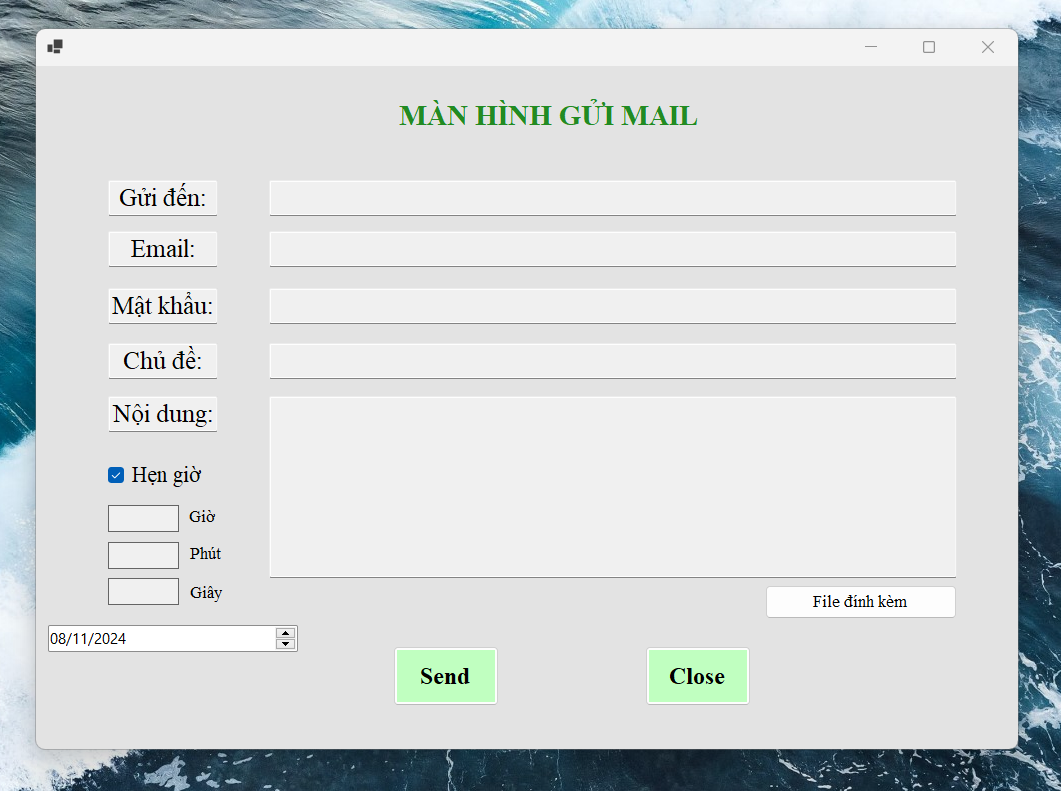 MÀN HÌNH GỬI MAIL
Gửi đến:
Email:
Mật khẩu:
Chủ đề:
Nội dung:
Hẹn giờ
Giờ
Phút
Giây
File đính kèm
08/11/2024
Send
Close